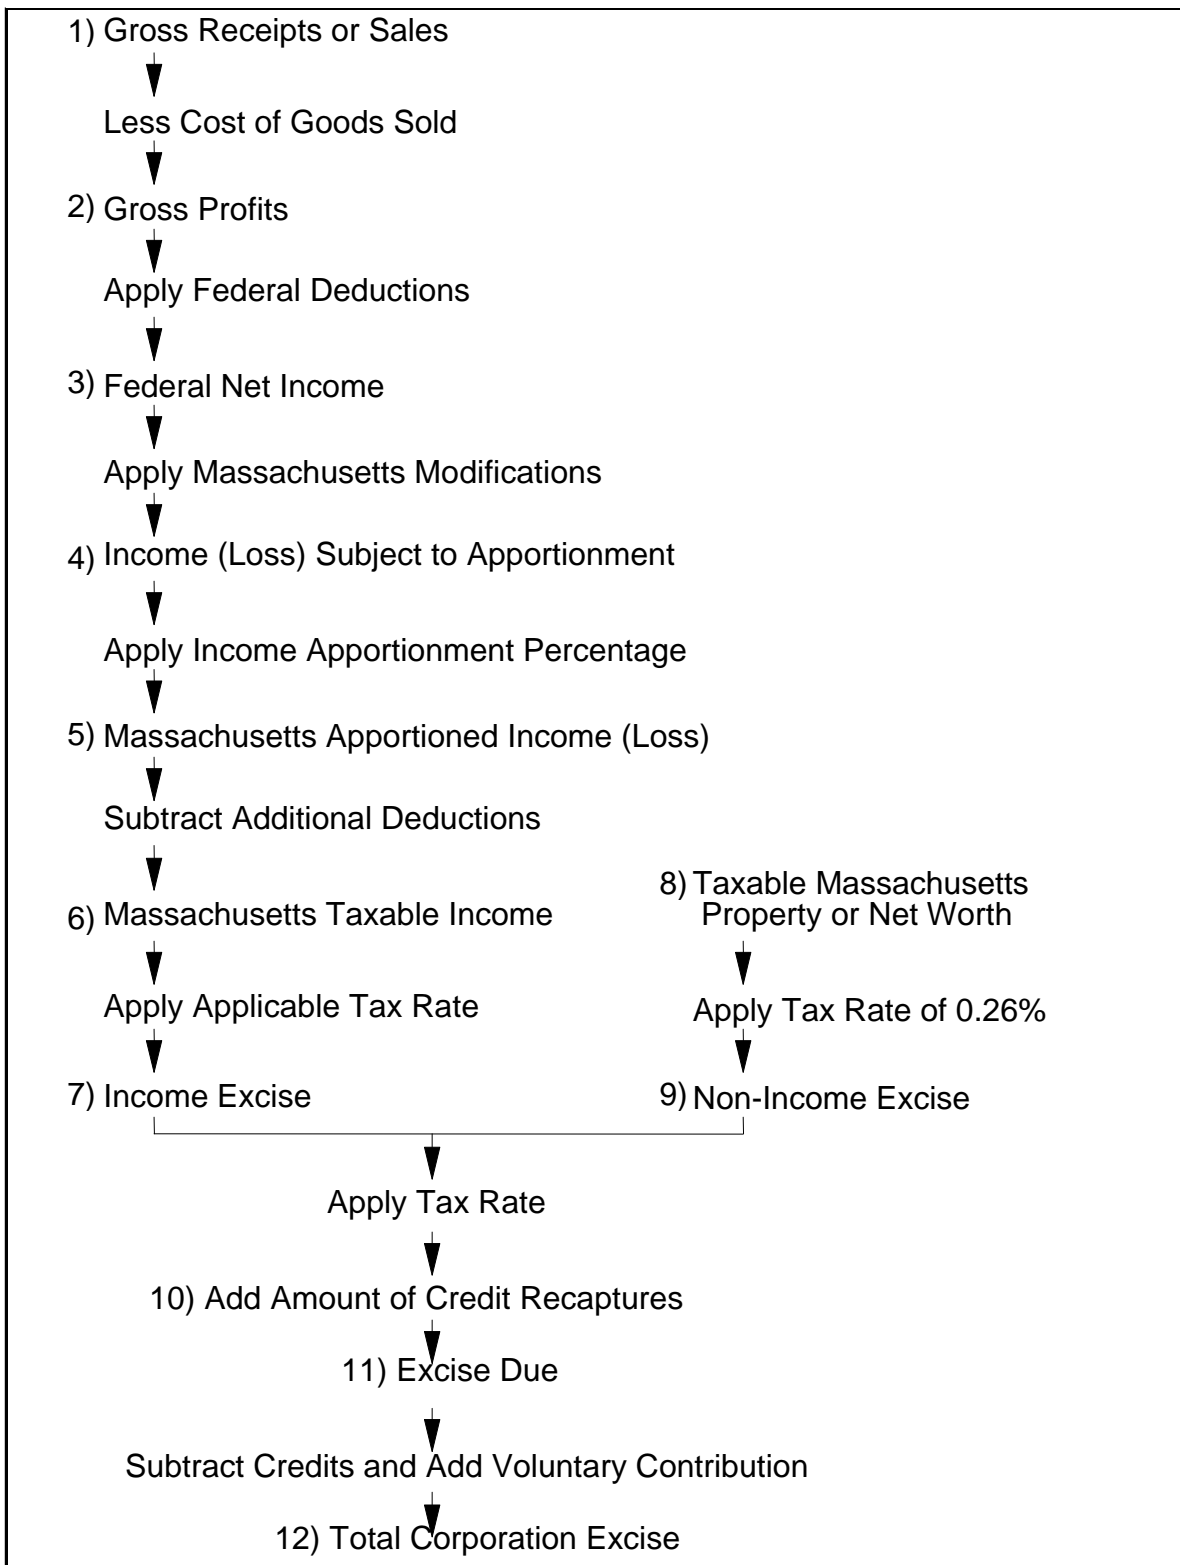 1) Gross Receipts or Sales
Less Cost of Goods Sold
2) Gross Profits
Apply Federal Deductions
3) Federal Net Income
Apply Massachusetts Modifications
4) Income (Loss) Subject to Apportionment
Apply Income Apportionment Percentage
5) Massachusetts Apportioned Income (Loss)
Subtract Additional Deductions
6) Massachusetts Taxable Income
Apply Applicable Tax Rate
7) Income Excise
8) Taxable Massachusetts
Property or Net Worth
Apply Tax Rate of 0.26%
9) Non-Income Excise
Apply Tax Rate
10) Add Amount of Credit Recaptures
11) Excise Due
Subtract Credits and Add Voluntary Contribution
12) Total Corporation Excise